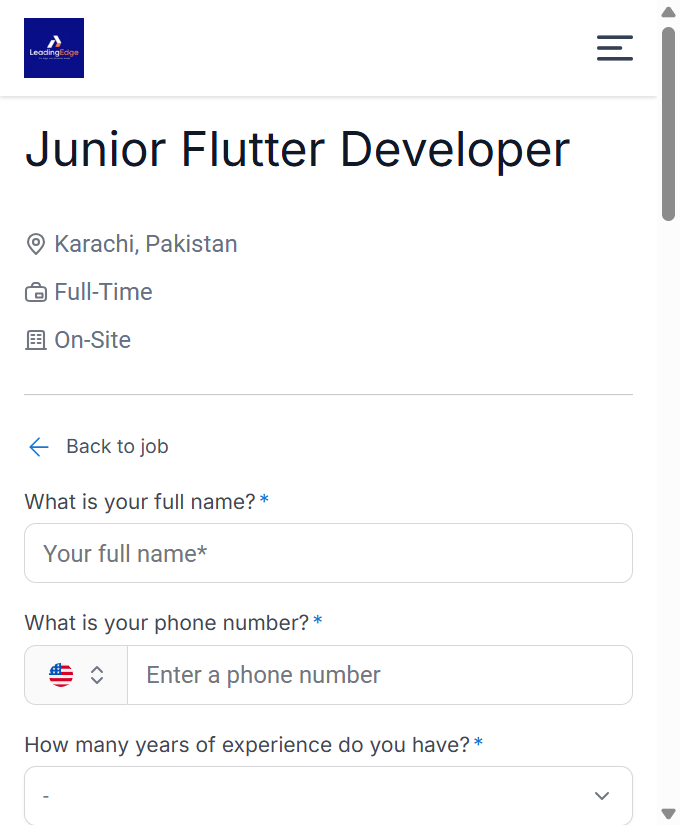 LeadingEdge
Junior Flutter Developer
Karachi, Pakistan
Full-Time
On-Site
Back to job
What is your full name?*
Your full name*
What is your phone number?*
Enter a phone number
How many years of experience do you have?*
-